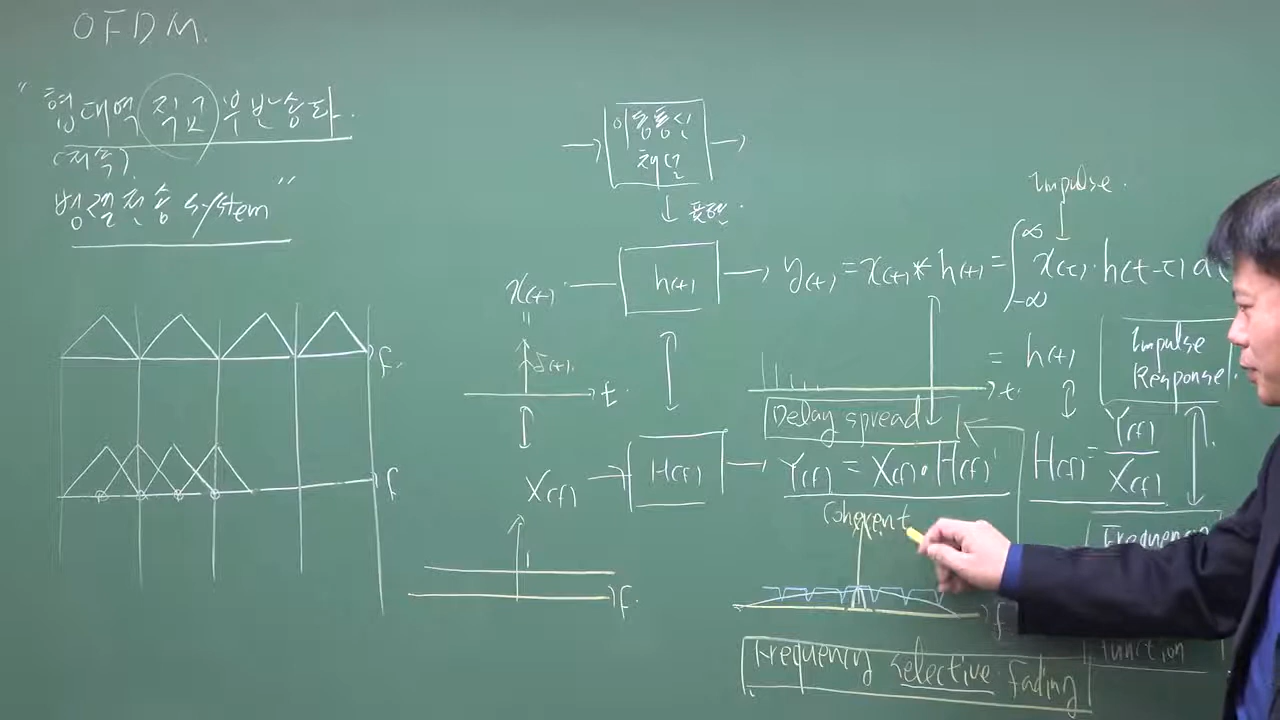 OFDM.
"협대역 직교 부반송파.
(저속)
병렬전송 system"
이동통신
채널
↓ 표현.
Impulse.
x(t) → h(t) → y(t) = x(t) * h(t) = ∫ x(τ)·h(t-τ) d
∞
-∞
δ(t)
t.
= h(t)
Impulse
Response.
f.
t.
Delay spread
X(f) → H(f) → Y(f) = X(f) • H(f)
H(f) = Y(f) / X(f)
f
Coherent
Frequency
1
f.
f
function
Frequency selective fading